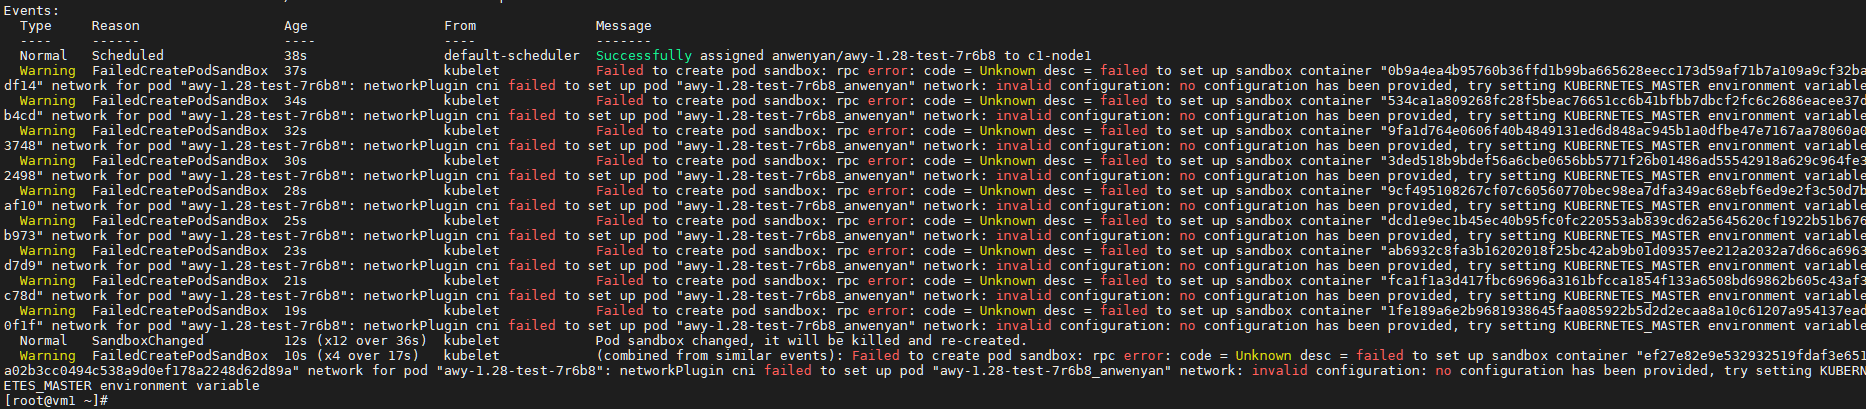 Events:
Type Reason Age From Message
---- ------ ---- ---- -------
Normal Scheduled 38s default-scheduler Successfully assigned anwenyan/awy-1.28-test-7r6b8 to c1-node1
Warning FailedCreatePodSandBox 37s kubelet Failed to create pod sandbox: rpc error: code = Unknown desc = failed to set up sandbox container "0b9a4ea4b95760b36ffd1b99ba665628eecc173d59af71b7a109a9cf32ba
df14" network for pod "awy-1.28-test-7r6b8": networkPlugin cni failed to set up pod "awy-1.28-test-7r6b8_anwenyan" network: invalid configuration: no configuration has been provided, try setting KUBERNETES_MASTER environment variable
Warning FailedCreatePodSandBox 34s kubelet Failed to create pod sandbox: rpc error: code = Unknown desc = failed to set up sandbox container "534ca1a809268fc28f5beac76651cc6b41bfbb7dbcf2fc6c2686eacee37d
b4cd" network for pod "awy-1.28-test-7r6b8": networkPlugin cni failed to set up pod "awy-1.28-test-7r6b8_anwenyan" network: invalid configuration: no configuration has been provided, try setting KUBERNETES_MASTER environment variable
Warning FailedCreatePodSandBox 32s kubelet Failed to create pod sandbox: rpc error: code = Unknown desc = failed to set up sandbox container "9fa1d764e0606f40b4849131ed6d848ac945b1a0dfbe47e7167aa78060a0
3748" network for pod "awy-1.28-test-7r6b8": networkPlugin cni failed to set up pod "awy-1.28-test-7r6b8_anwenyan" network: invalid configuration: no configuration has been provided, try setting KUBERNETES_MASTER environment variable
Warning FailedCreatePodSandBox 30s kubelet Failed to create pod sandbox: rpc error: code = Unknown desc = failed to set up sandbox container "3ded518b9bdef56a6cbe0656bb5771f26b01486ad55542918a629c964fe3
2498" network for pod "awy-1.28-test-7r6b8": networkPlugin cni failed to set up pod "awy-1.28-test-7r6b8_anwenyan" network: invalid configuration: no configuration has been provided, try setting KUBERNETES_MASTER environment variable
Warning FailedCreatePodSandBox 28s kubelet Failed to create pod sandbox: rpc error: code = Unknown desc = failed to set up sandbox container "9cf495108267cf07c60560770bec98ea7dfa349ac68ebf6ed9e2f3c50d7b
af10" network for pod "awy-1.28-test-7r6b8": networkPlugin cni failed to set up pod "awy-1.28-test-7r6b8_anwenyan" network: invalid configuration: no configuration has been provided, try setting KUBERNETES_MASTER environment variable
Warning FailedCreatePodSandBox 25s kubelet Failed to create pod sandbox: rpc error: code = Unknown desc = failed to set up sandbox container "dcd1e9ec1b45ec40b95fc0fc220553ab839cd62a5645620cf1922b51b676
b973" network for pod "awy-1.28-test-7r6b8": networkPlugin cni failed to set up pod "awy-1.28-test-7r6b8_anwenyan" network: invalid configuration: no configuration has been provided, try setting KUBERNETES_MASTER environment variable
Warning FailedCreatePodSandBox 23s kubelet Failed to create pod sandbox: rpc error: code = Unknown desc = failed to set up sandbox container "ab6932c8fa3b16202018f25bc42ab9b01d09357ee212a2032a7d66ca6963
d7d9" network for pod "awy-1.28-test-7r6b8": networkPlugin cni failed to set up pod "awy-1.28-test-7r6b8_anwenyan" network: invalid configuration: no configuration has been provided, try setting KUBERNETES_MASTER environment variable
Warning FailedCreatePodSandBox 21s kubelet Failed to create pod sandbox: rpc error: code = Unknown desc = failed to set up sandbox container "fca1f1a3d417fbc69696a3161bfcca1854f133a6508bd69862b605c43af3
c78d" network for pod "awy-1.28-test-7r6b8": networkPlugin cni failed to set up pod "awy-1.28-test-7r6b8_anwenyan" network: invalid configuration: no configuration has been provided, try setting KUBERNETES_MASTER environment variable
Warning FailedCreatePodSandBox 19s kubelet Failed to create pod sandbox: rpc error: code = Unknown desc = failed to set up sandbox container "1fe189a6e2b9681938645faa085922b5d2d2ecaa8a10c61207a954137ead
0f1f" network for pod "awy-1.28-test-7r6b8": networkPlugin cni failed to set up pod "awy-1.28-test-7r6b8_anwenyan" network: invalid configuration: no configuration has been provided, try setting KUBERNETES_MASTER environment variable
Normal SandboxChanged 12s (x12 over 36s) kubelet Pod sandbox changed, it will be killed and re-created.
Warning FailedCreatePodSandBox 10s (x4 over 17s) kubelet (combined from similar events): Failed to create pod sandbox: rpc error: code = Unknown desc = failed to set up sandbox container "ef27e82e9e532932519fdaf3e651
a02b3cc0494c538a9d0ef178a2248d62d89a" network for pod "awy-1.28-test-7r6b8": networkPlugin cni failed to set up pod "awy-1.28-test-7r6b8_anwenyan" network: invalid configuration: no configuration has been provided, try setting KUBERN
ETES_MASTER environment variable
[root@vm1 ~]#